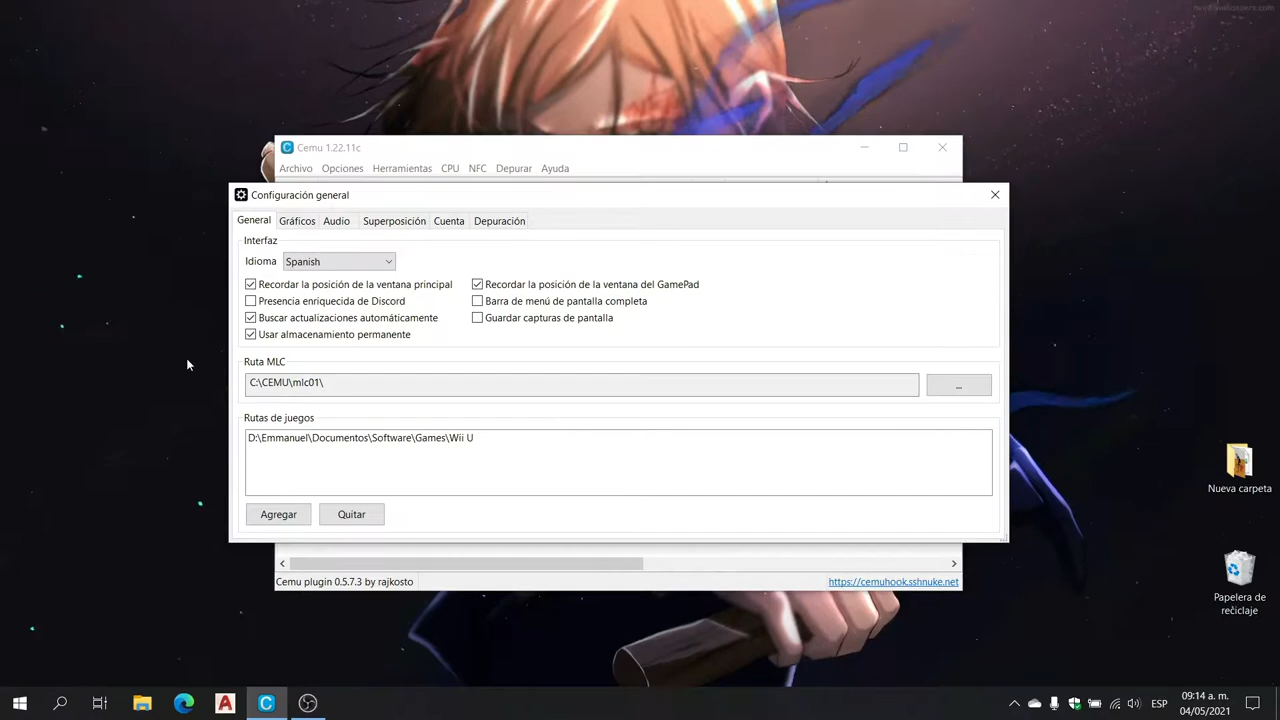 Cemu 1.22.11c
Archivo Opciones Herramientas CPU NFC Depurar Ayuda
Configuración general
General Gráficos Audio Superposición Cuenta Depuración
Interfaz
Idioma Spanish
Recordar la posición de la ventana principal Recordar la posición de la ventana del GamePad
Presencia enriquecida de Discord Barra de menú de pantalla completa
Buscar actualizaciones automáticamente Guardar capturas de pantalla
Usar almacenamiento permanente
Ruta MLC
C:\CEMU\mlc01\
...
Rutas de juegos
D:\Emmanuel\Documentos\Software\Games\Wii U
Agregar Quitar
Cemu plugin 0.5.7.3 by rajkosto https://cemuhook.sshnuke.net
Nueva carpeta
Papelera de
reciclaje
ESP
09:14 a. m.
04/05/2021